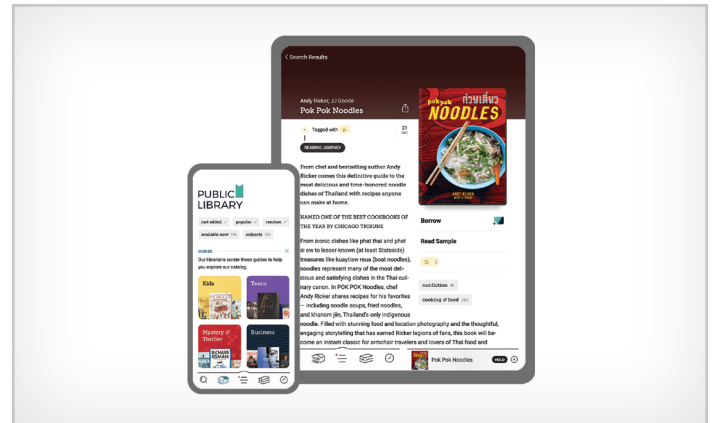 Search Results
Andy Ricker, JJ Goode
Pok Pok Noodles
Tagged with
21
DEC
READING JOURNEY
From chef and bestselling author Andy
Ricker comes this definitive guide to the
most delicious and time-honored noodle
dishes of Thailand with recipes anyone
can make at home.
NAMED ONE OF THE BEST COOKBOOKS OF
THE YEAR BY CHICAGO TRIBUNE
From iconic dishes like phat thai and phat
si ew to lesser-known (at least Stateside)
treasures like kuaytiaw reua (boat noodles),
noodles represent many of the most deli-
cious and satisfying dishes in the Thai culi-
nary canon. In POK POK Noodles, chef
Andy Ricker shares recipes for his favorites
— including noodle soups, fried noodles,
and khanom jiin, Thailand's only indigenous
noodle. Filled with stunning food and location photography and the thoughtful,
engaging storytelling that has earned Ricker legions of fans, this book will be-
come an instant classic for armchair travelers and lovers of Thai food and
pok pok ก๋วยเตี๋ยว
NOODLES
ANDY RICKER
Borrow
Read Sample
nonfiction
cooking & food
Pok Pok Noodles
HOLD
PUBLIC
LIBRARY
just added
popular
random
available now
subjects
GUIDES
Our librarians curate these guides to help
you explore our catalog.
Kids
Teens
Mystery &
Thriller
Business
RICHARD
OSMAN